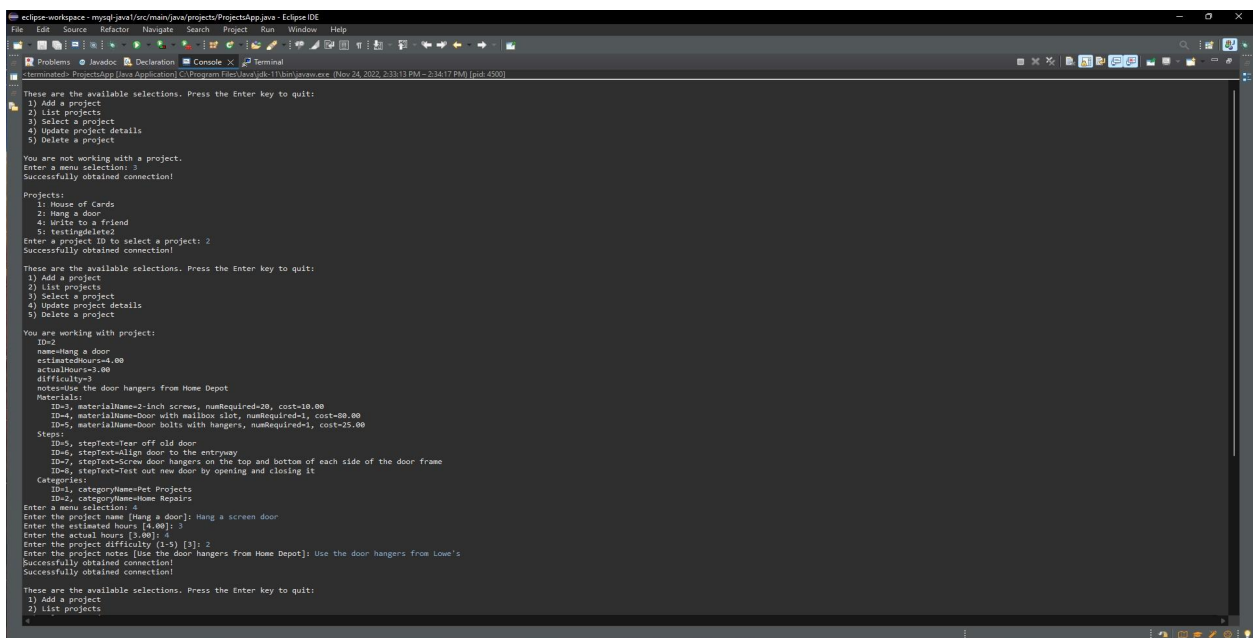 eclipse-workspace - mysql-java1/src/main/java/projects/ProjectsApp.java - Eclipse IDE
File Edit Source Refactor Navigate Search Project Run Window Help
Problems Javadoc Declaration Console Terminal
<terminated> ProjectsApp [Java Application] C:\Program Files\Java\jdk-11\bin\javaw.exe (Nov 24, 2022, 2:33:13 PM – 2:34:17 PM) [pid: 4500]
These are the available selections. Press the Enter key to quit:
1) Add a project
2) List projects
3) Select a project
4) Update project details
5) Delete a project
You are not working with a project.
Enter a menu selection: 3
Successfully obtained connection!
Projects:
1: House of Cards
2: Hang a door
4: Write to a friend
5: testingdelete2
Enter a project ID to select a project: 2
Successfully obtained connection!
These are the available selections. Press the Enter key to quit:
1) Add a project
2) List projects
3) Select a project
4) Update project details
5) Delete a project
You are working with project:
ID=2
name=Hang a door
estimatedHours=4.00
actualHours=3.00
difficulty=3
notes=Use the door hangers from Home Depot
Materials:
ID=3, materialName=2-inch screws, numRequired=20, cost=10.00
ID=4, materialName=Door with mailbox slot, numRequired=1, cost=80.00
ID=5, materialName=Door bolts with hangers, numRequired=1, cost=25.00
Steps:
ID=5, stepText=Tear off old door
ID=6, stepText=Align door to the entryway
ID=7, stepText=Screw door hangers on the top and bottom of each side of the door frame
ID=8, stepText=Test out new door by opening and closing it
Categories:
ID=1, categoryName=Pet Projects
ID=2, categoryName=Home Repairs
Enter a menu selection: 4
Enter the project name [Hang a door]: Hang a screen door
Enter the estimated hours [4.00]: 3
Enter the actual hours [3.00]: 4
Enter the project difficulty (1-5) [3]: 2
Enter the project notes [Use the door hangers from Home Depot]: Use the door hangers from Lowe's
Successfully obtained connection!
Successfully obtained connection!
These are the available selections. Press the Enter key to quit:
1) Add a project
2) List projects